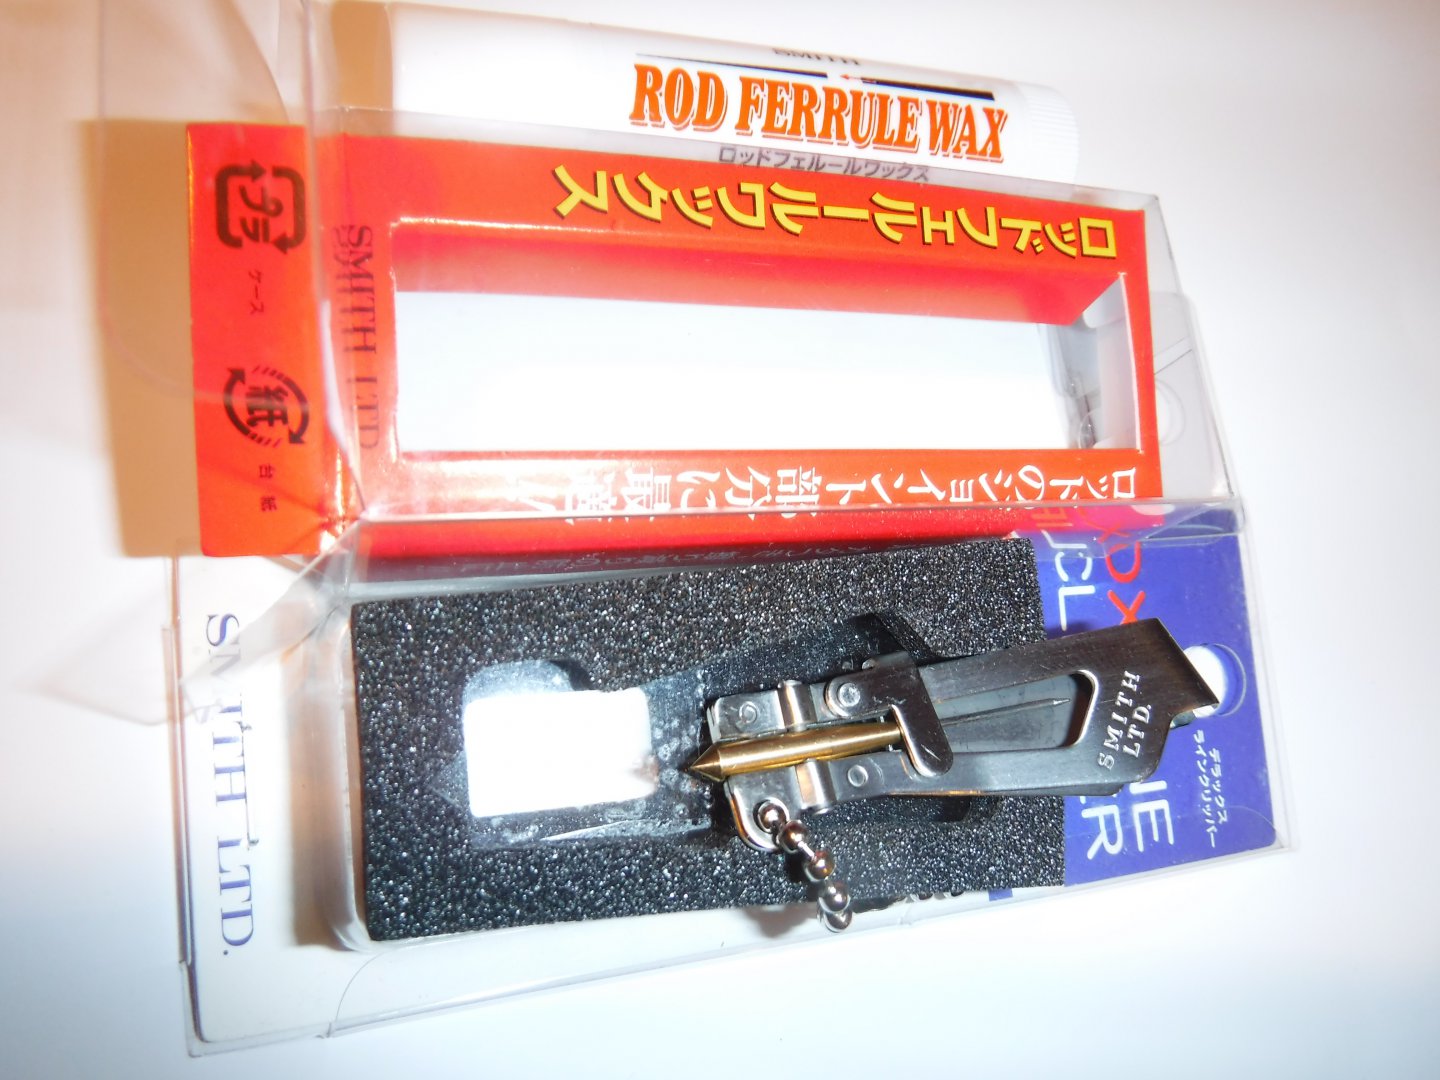 SMITH
ROD FERRULE WAX
ロッドフェルールワックス
ロッドフェルールワックス
プラ
ケース
紙
台紙
SMITH LTD.
ロッドのジョイント部分に最適
SMITH LTD.
SMITH
LTD.
デラックス
ラインクリッパー